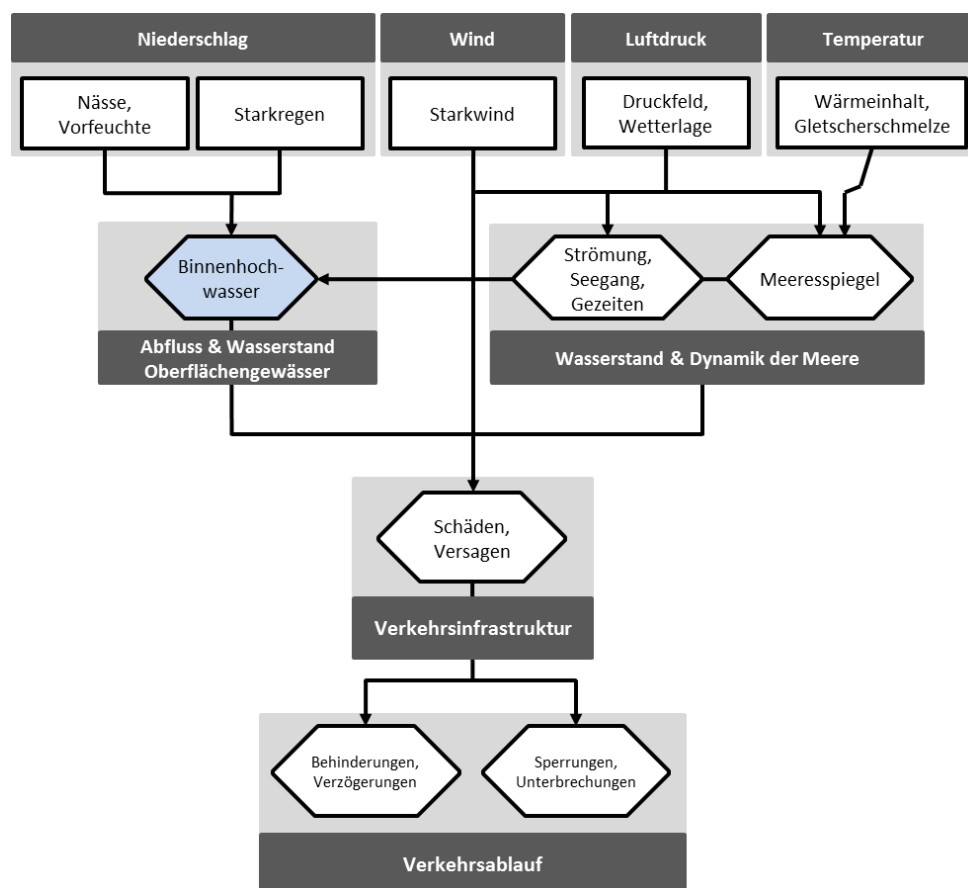 Niederschlag
Wind
Luftdruck
Temperatur
Nässe,
Vorfeuchte
Starkregen
Starkwind
Druckfeld,
Wetterlage
Wärmeinhalt,
Gletscherschmelze
Binnenhoch-
wasser
Strömung,
Seegang,
Gezeiten
Meeresspiegel
Abfluss & Wasserstand
Oberflächengewässer
Wasserstand & Dynamik der Meere
Schäden,
Versagen
Verkehrsinfrastruktur
Behinderungen,
Verzögerungen
Sperrungen,
Unterbrechungen
Verkehrsablauf